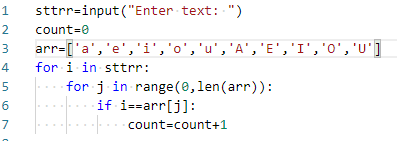 1 sttrr=input("Enter text: ")
2 count=0
3 arr=['a','e','i','o','u','A','E','I','O','U']
4 for i in sttrr:
5     for j in range(0,len(arr)):
6         if i==arr[j]:
7             count=count+1